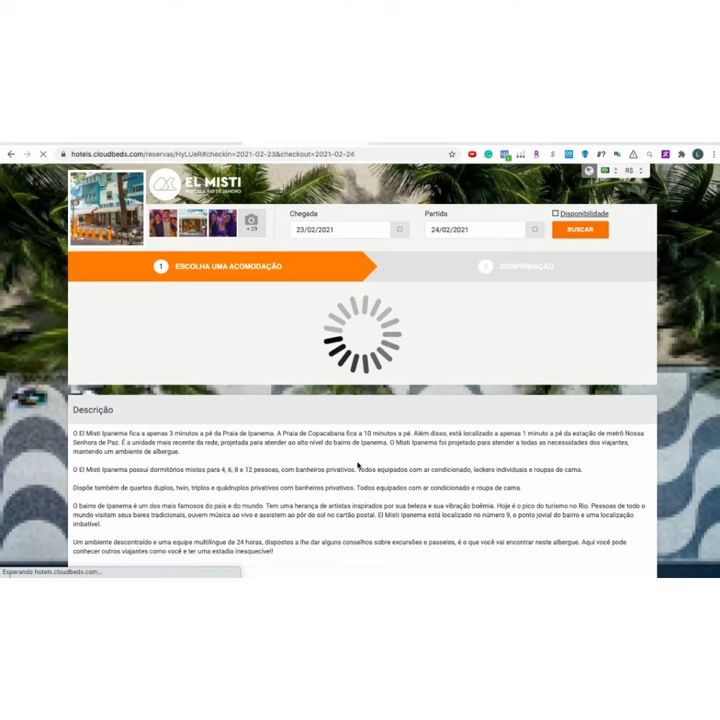 hotels.cloudbeds.com/reservas/HyLUeR#checkin=2021-02-23&checkout=2021-02-24
R$
EL MISTI
HOTELS RIO DE JANEIRO
+ 29
Chegada
23/02/2021
Partida
24/02/2021
Disponibilidade
BUSCAR
1 ESCOLHA UMA ACOMODAÇÃO
2 CONFIRMAÇÃO
Descrição
O El Misti Ipanema fica a apenas 3 minutos a pé da Praia de Ipanema. A Praia de Copacabana fica a 10 minutos a pé. Além disso, está localizado a apenas 1 minuto a pé da estação de metrô Nossa
Senhora de Paz. É a unidade mais recente da rede, projetada para atender ao alto nível do bairro de Ipanema. O Misti Ipanema foi projetado para atender a todas as necessidades dos viajantes,
mantendo um ambiente de albergue.
O El Misti Ipanema possui dormitórios mistos para 4, 6, 8 e 12 pessoas, com banheiros privativos. Todos equipados com ar condicionado, lockers individuais e roupas de cama.
Dispõe também de quartos duplos, twin, triplos e quádruplos privativos com banheiros privativos. Todos equipados com ar condicionado e roupa de cama.
O bairro de Ipanema é um dos mais famosos do país e do mundo. Tem uma herança de artistas inspirados por sua beleza e sua vibração boêmia. Hoje é o pico do turismo no Rio. Pessoas de todo o
mundo visitam seus bares tradicionais, ouvem música ao vivo e assistem ao pôr do sol no cartão postal. El Misti Ipanema está localizado no número 9, o ponto jovial do bairro e uma localização
imbatível.
Um ambiente descontraído e uma equipe multilíngue de 24 horas, dispostos a lhe dar alguns conselhos sobre excursões e passeios, é o que você vai encontrar neste albergue. Aqui você pode
conhecer outros viajantes como você e ter uma estadia inesquecível!
Esperando hotels.cloudbeds.com...